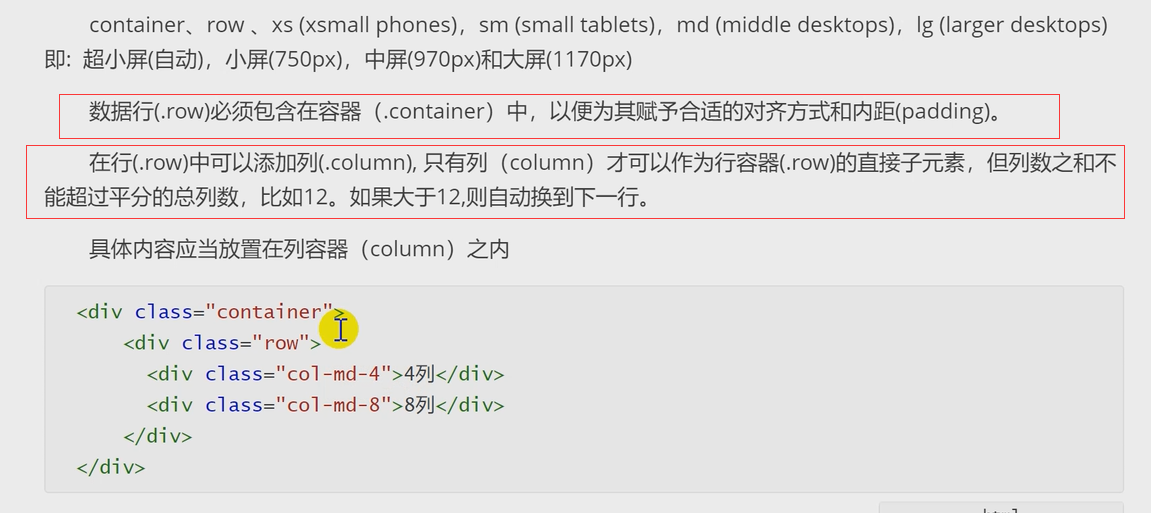 container、row 、xs (xsmall phones)，sm (small tablets)，md (middle desktops)，lg (larger desktops)
即: 超小屏(自动)，小屏(750px)，中屏(970px)和大屏(1170px)
数据行(.row)必须包含在容器（.container）中，以便为其赋予合适的对齐方式和内距(padding)。
在行(.row)中可以添加列(.column), 只有列（column）才可以作为行容器(.row)的直接子元素，但列数之和不
能超过平分的总列数，比如12。如果大于12,则自动换到下一行。
具体内容应当放置在列容器（column）之内
<div class="container">
<div class="row">
<div class="col-md-4">4列</div>
<div class="col-md-8">8列</div>
</div>
</div>